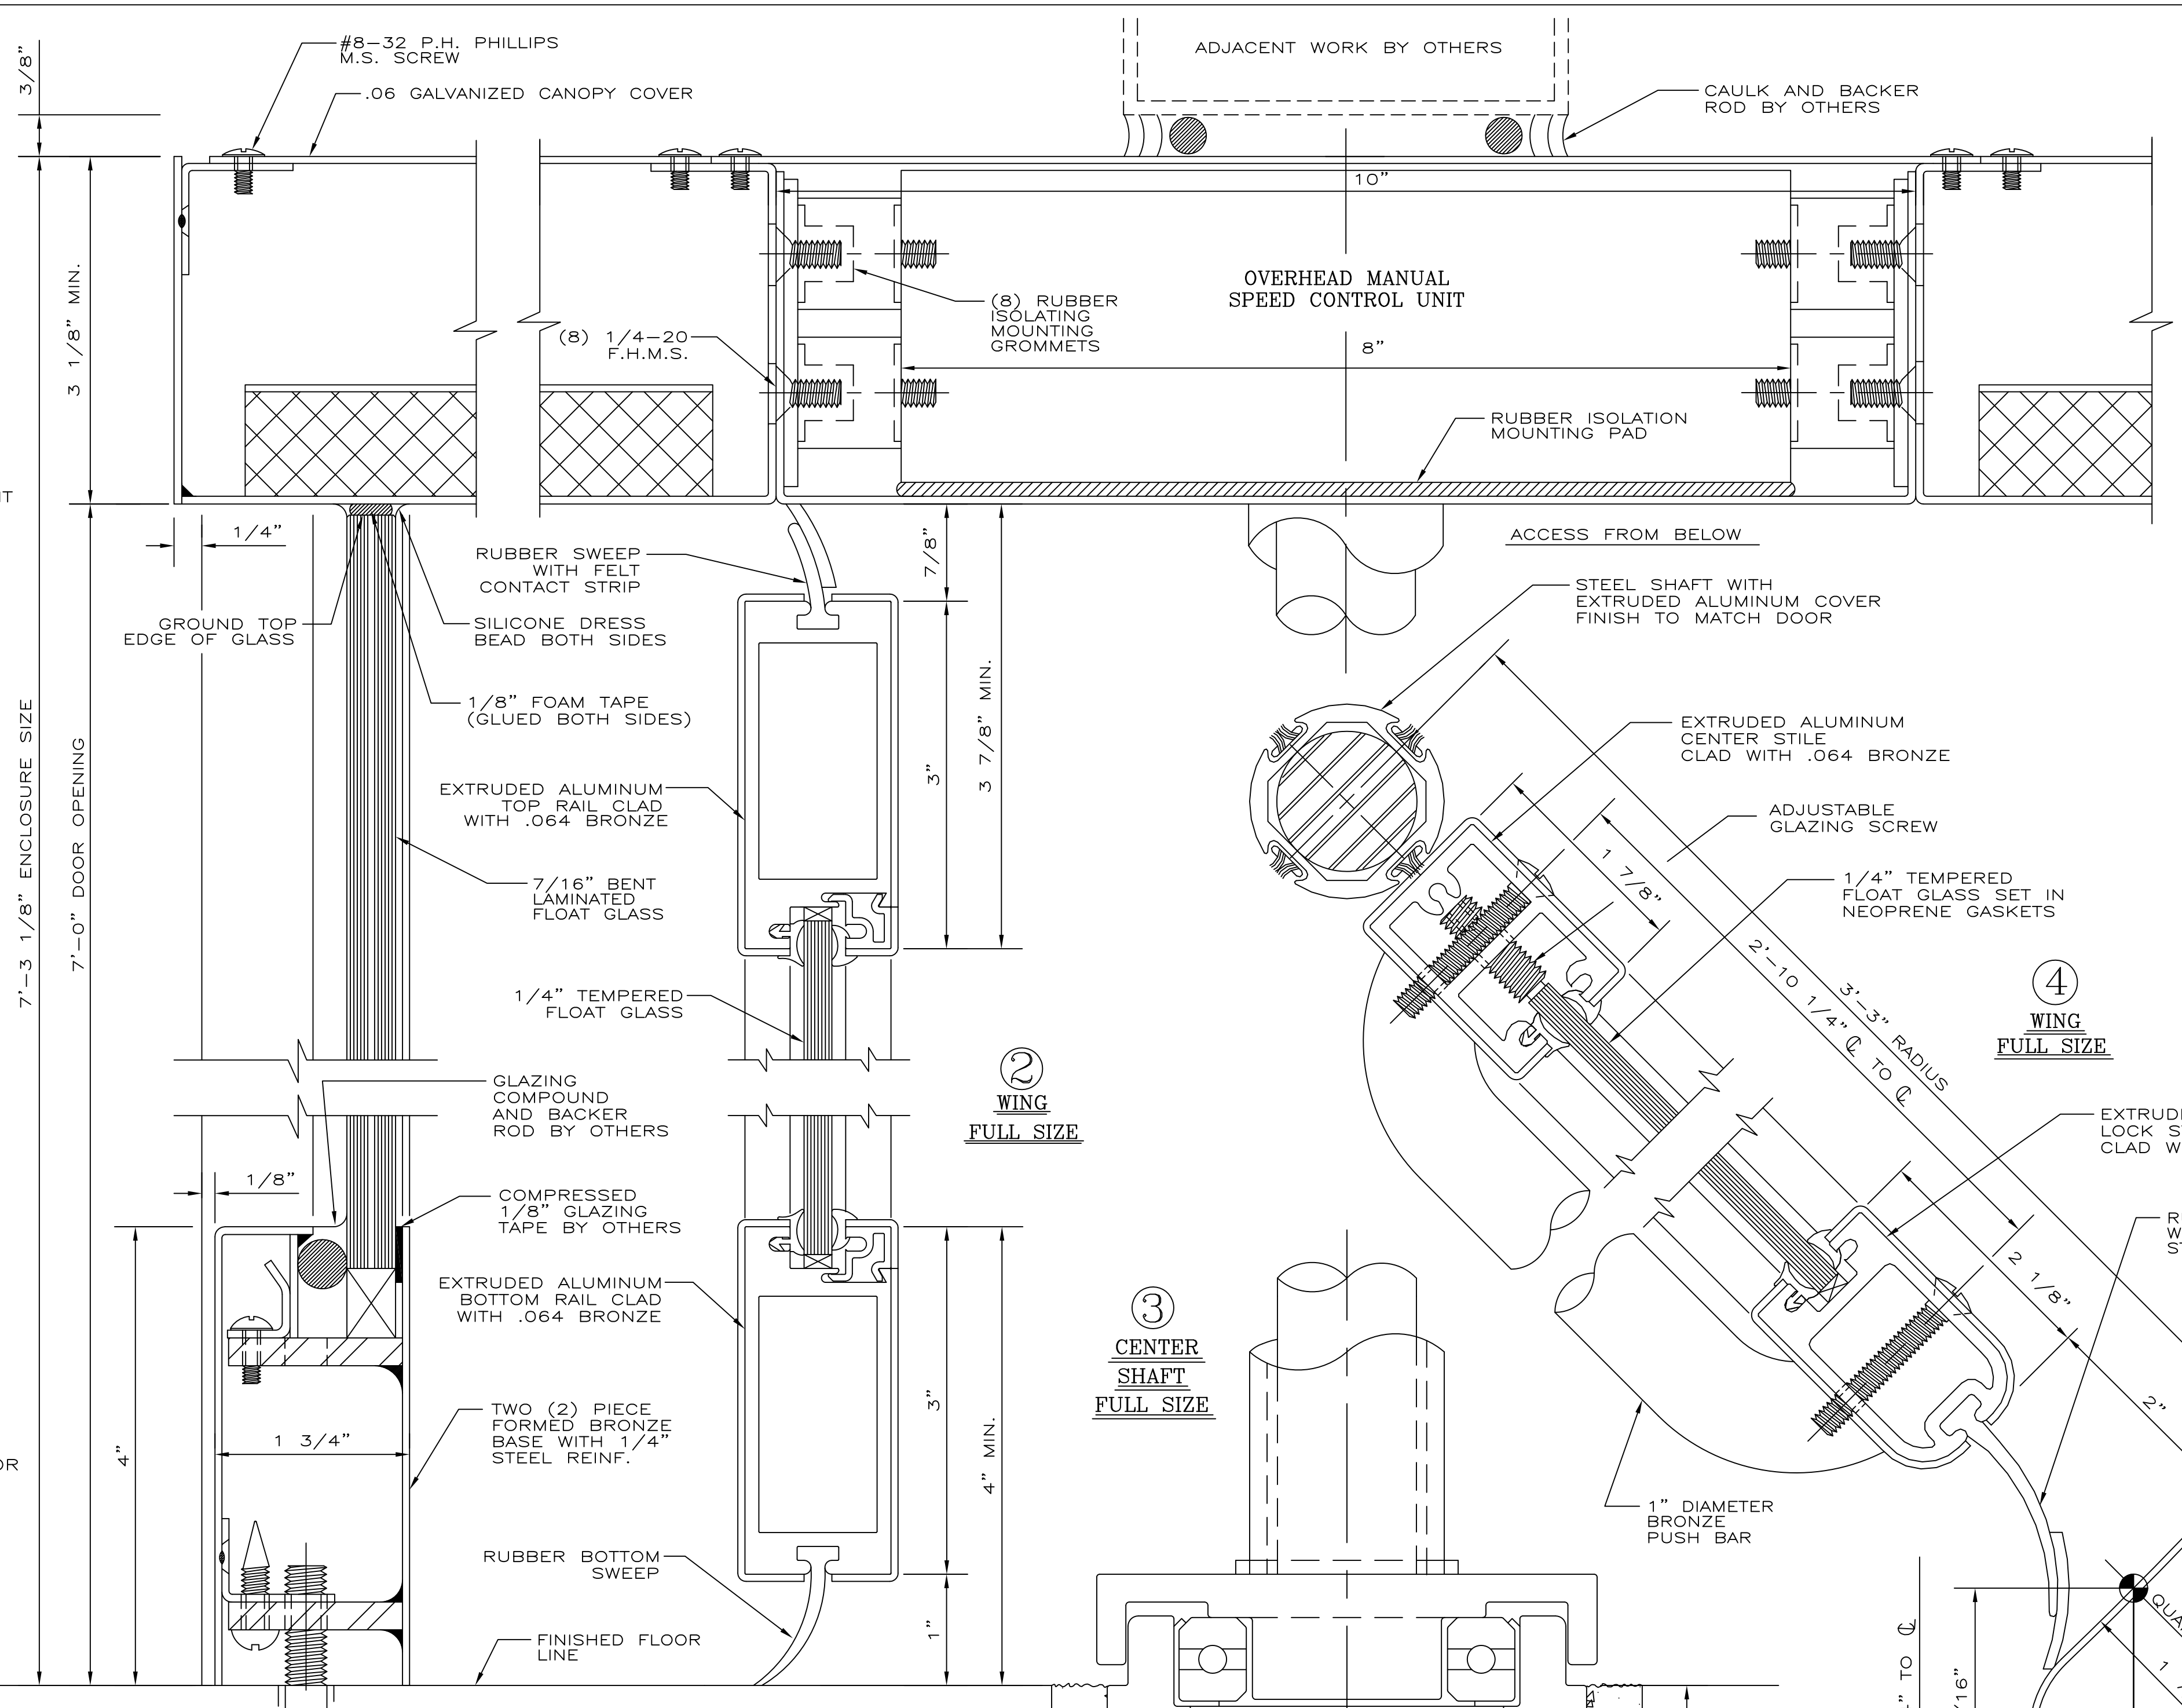 #8-32 P.H. PHILLIPS
M.S. SCREW
.06 GALVANIZED CANOPY COVER
3/8"
ADJACENT WORK BY OTHERS
CAULK AND BACKER
ROD BY OTHERS
10"
OVERHEAD MANUAL
SPEED CONTROL UNIT
8"
(8) RUBBER
ISOLATING
MOUNTING
GROMMETS
(8) 1/4-20
F.H.M.S.
3 1/8" MIN.
RUBBER ISOLATION
MOUNTING PAD
ACCESS FROM BELOW
1/4"
RUBBER SWEEP
WITH FELT
CONTACT STRIP
7/8"
GROUND TOP
EDGE OF GLASS
SILICONE DRESS
BEAD BOTH SIDES
STEEL SHAFT WITH
EXTRUDED ALUMINUM COVER
FINISH TO MATCH DOOR
1/8" FOAM TAPE
(GLUED BOTH SIDES)
EXTRUDED ALUMINUM
TOP RAIL CLAD
WITH .064 BRONZE
3"
3 7/8" MIN.
EXTRUDED ALUMINUM
CENTER STILE
CLAD WITH .064 BRONZE
ADJUSTABLE
GLAZING SCREW
1 7/8"
1/4" TEMPERED
FLOAT GLASS SET IN
NEOPRENE GASKETS
7'-3 1/8" ENCLOSURE SIZE
7'-0" DOOR OPENING
7/16" BENT
LAMINATED
FLOAT GLASS
1/4" TEMPERED
FLOAT GLASS
2'-10 1/4" ℄ TO ℄
3'-3" RADIUS
4
WING
FULL SIZE
2
WING
FULL SIZE
GLAZING
COMPOUND
AND BACKER
ROD BY OTHERS
1/8"
COMPRESSED
1/8" GLAZING
TAPE BY OTHERS
EXTRUDED ALUMINUM
BOTTOM RAIL CLAD
WITH .064 BRONZE
LOCK
CLAD
2 1/8"
2"
3
CENTER
SHAFT
FULL SIZE
TWO (2) PIECE
FORMED BRONZE
BASE WITH 1/4"
STEEL REINF.
1 3/4"
4"
3"
4" MIN.
1" DIAMETER
BRONZE
PUSH BAR
RUBBER BOTTOM
SWEEP
1"
FINISHED FLOOR
LINE
TO ℄